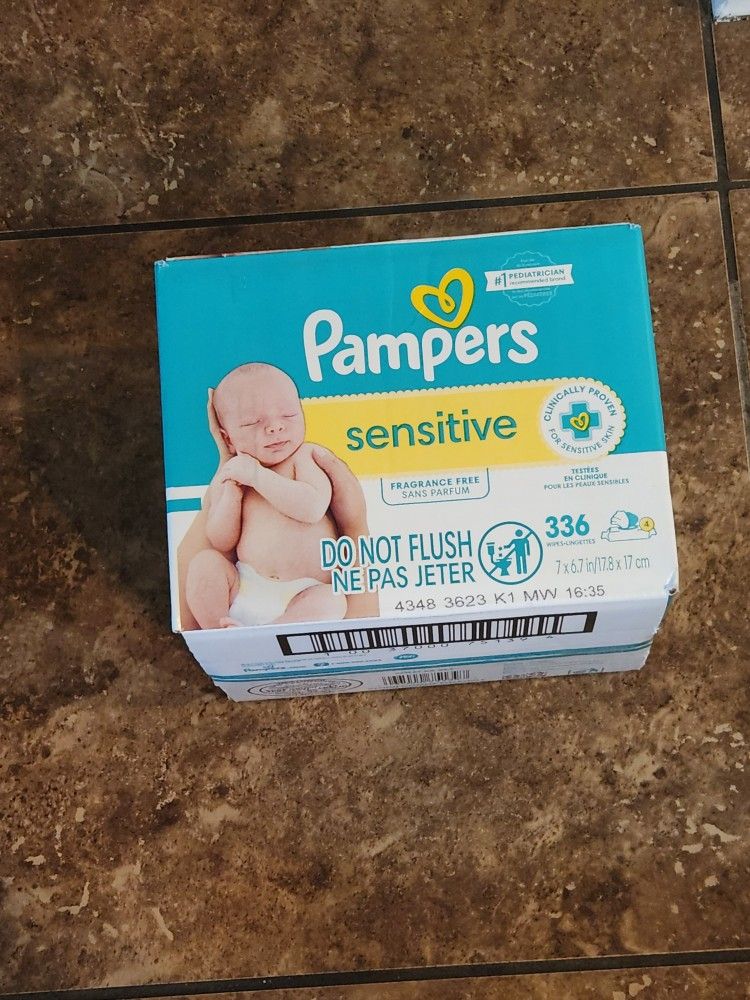 #1 PEDIATRICIAN
recommended brand
Pampers
sensitive
CLINICALLY PROVEN
FOR SENSITIVE SKIN
FRAGRANCE FREE
SANS PARFUM
TESTÉES
EN CLINIQUE
POUR LES PEAUX SENSIBLES
DO NOT FLUSH
NE PAS JETER
336
WIPES•LINGETTES
4
7 x 6.7 in/17.8 x 17 cm
4348 3623 K1 MW 16:35
Pampers